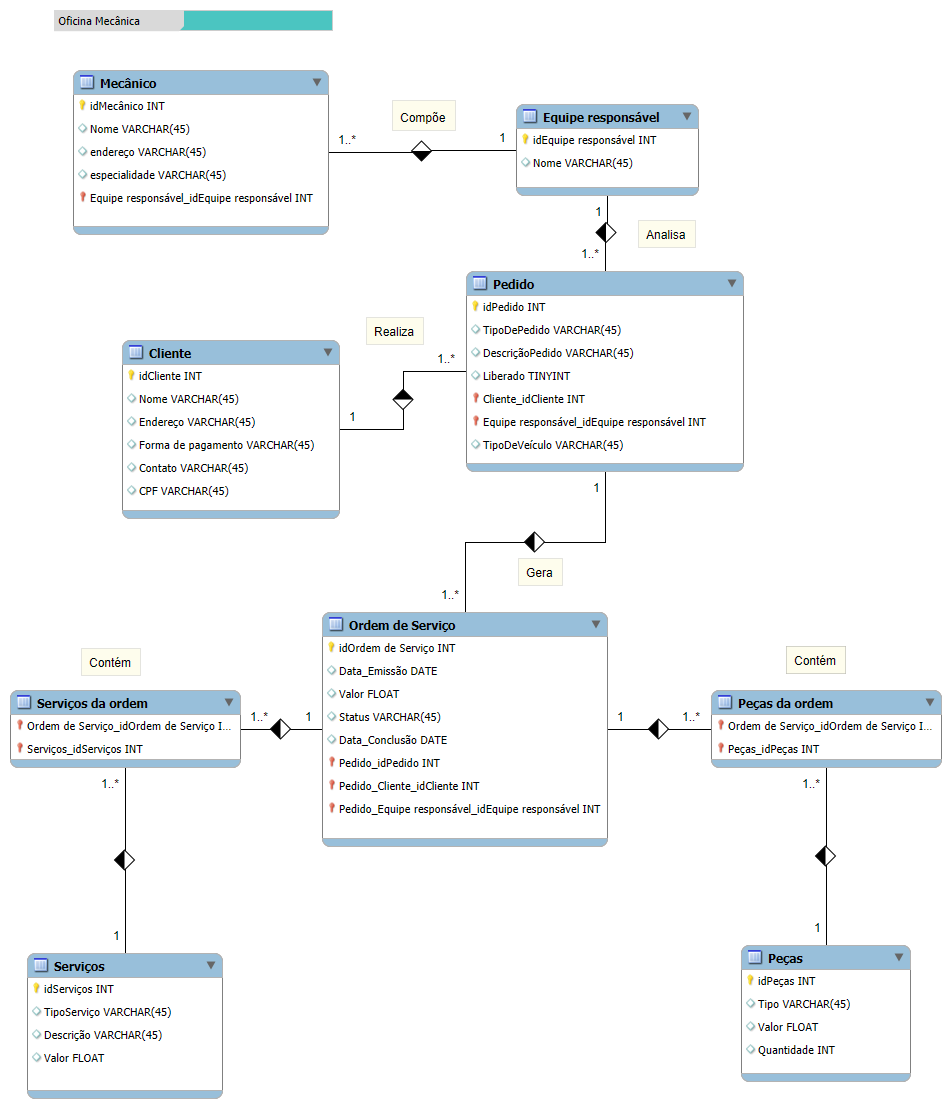 Oficina Mecânica
Mecânico
idMecânico INT
Nome VARCHAR(45)
endereço VARCHAR(45)
especialidade VARCHAR(45)
Equipe responsável_idEquipe responsável INT
1..*
Compõe
1
Equipe responsável
idEquipe responsável INT
Nome VARCHAR(45)
1
Analisa
1..*
Pedido
idPedido INT
TipoDePedido VARCHAR(45)
DescriçãoPedido VARCHAR(45)
Liberado TINYINT
Cliente_idCliente INT
Equipe responsável_idEquipe responsável INT
TipoDeVeículo VARCHAR(45)
Realiza
1..*
1
Cliente
idCliente INT
Nome VARCHAR(45)
Endereço VARCHAR(45)
Forma de pagamento VARCHAR(45)
Contato VARCHAR(45)
CPF VARCHAR(45)
1
Gera
1..*
Ordem de Serviço
idOrdem de Serviço INT
Data_Emissão DATE
Valor FLOAT
Status VARCHAR(45)
Data_Conclusão DATE
Pedido_idPedido INT
Pedido_Cliente_idCliente INT
Pedido_Equipe responsável_idEquipe responsável INT
Contém
Serviços da ordem
Ordem de Serviço_idOrdem de Serviço I...
Serviços_idServiços INT
1..*
1
1..*
1
Serviços
idServiços INT
TipoServiço VARCHAR(45)
Descrição VARCHAR(45)
Valor FLOAT
Contém
1
1..*
Peças da ordem
Ordem de Serviço_idOrdem de Serviço I...
Peças_idPeças INT
1..*
1
Peças
idPeças INT
Tipo VARCHAR(45)
Valor FLOAT
Quantidade INT